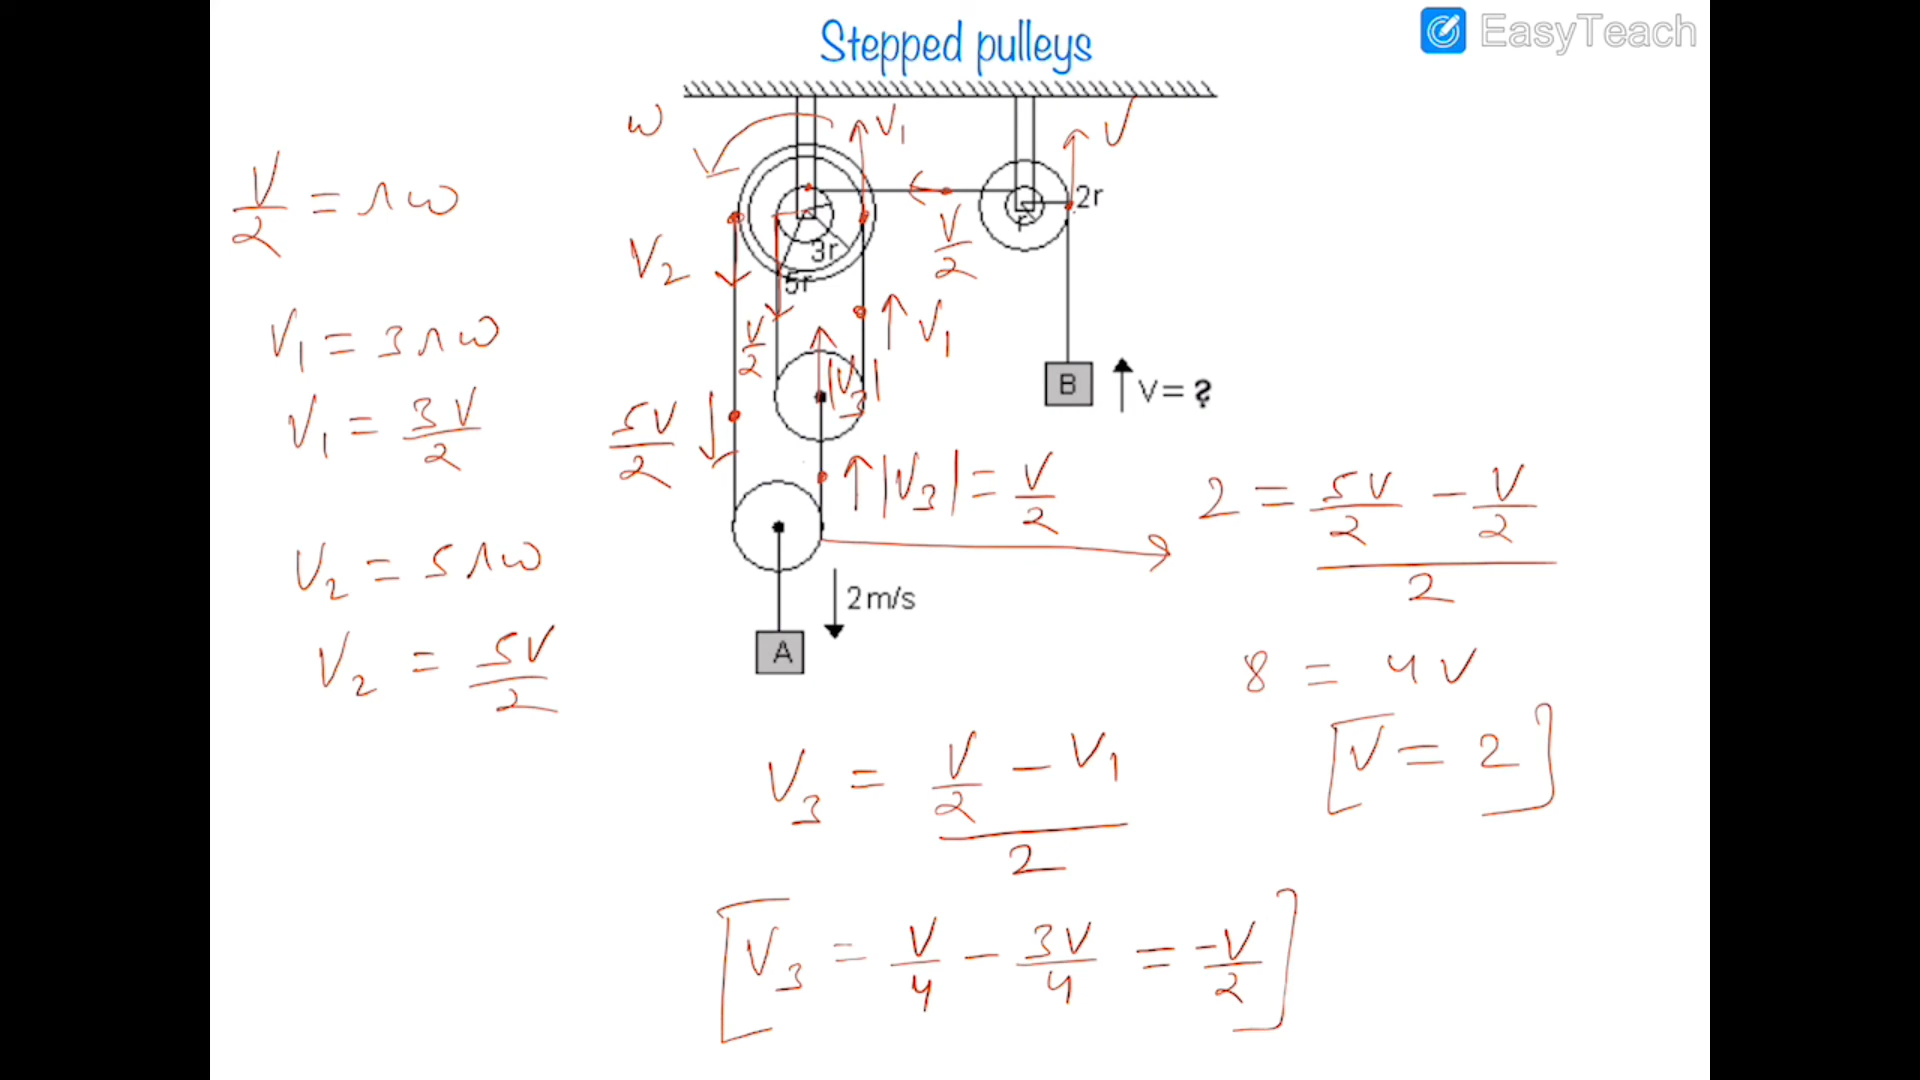 Stepped pulleys
EasyTeach
ω
V₁
V
V/2 = rω
2r
r
V/2
3r
5r
V₂
V₁ = 3rω
V/2
V₁
|V₃|
B
V = ?
V₁ = 3V/2
5V/2
|V₃| = V/2
2 = (5V/2 - V/2)/2
V₂ = 5rω
2m/s
A
V₂ = 5V/2
8 = 4V
[V = 2]
V₃ = (V/2 - V₁)/2
[V₃ = V/4 - 3V/4 = -V/2]